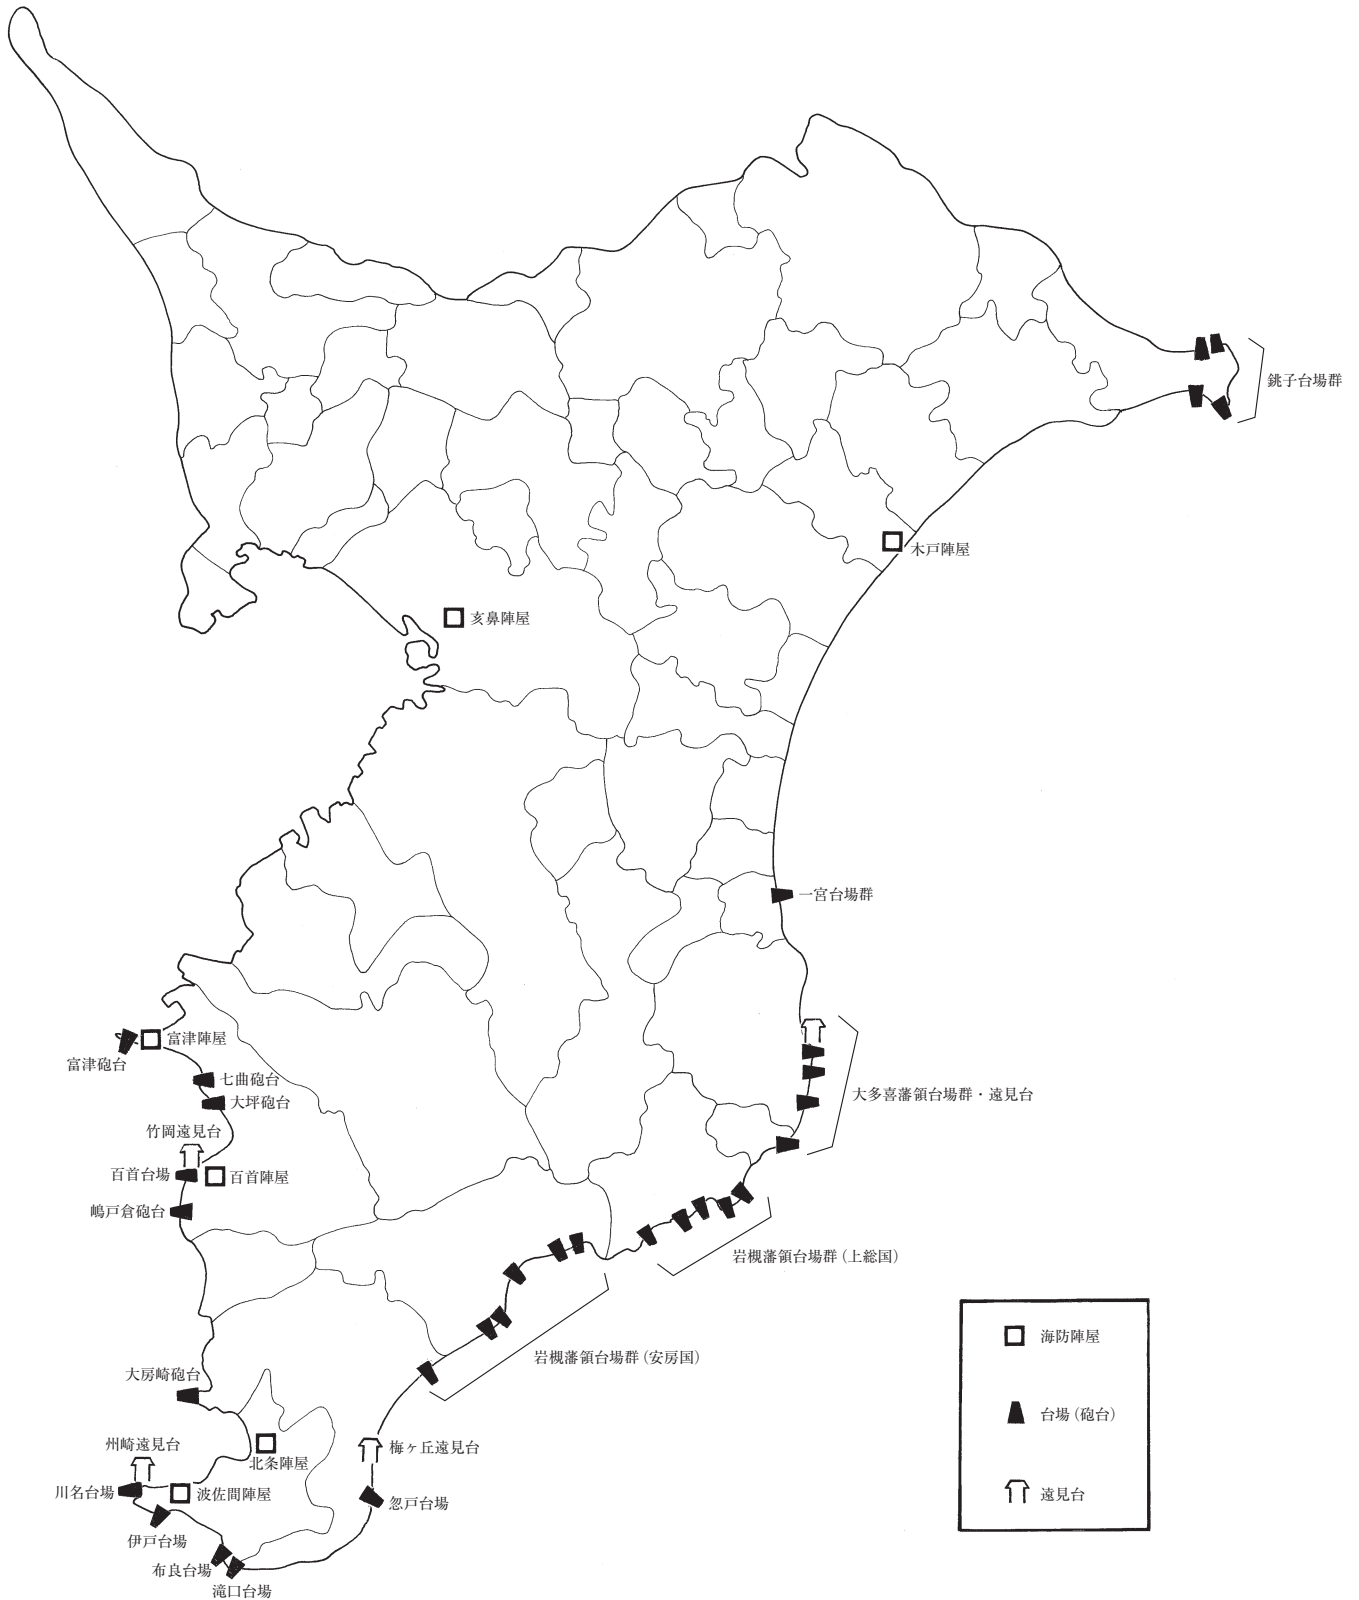 銚子台場群
木戸陣屋
亥鼻陣屋
一宮台場群
富津陣屋
富津砲台
七曲砲台
大坪砲台
竹岡遠見台
百首台場
百首陣屋
嶋戸倉砲台
大多喜藩領台場群・遠見台
岩槻藩領台場群（上総国）
岩槻藩領台場群（安房国）
大房崎砲台
州崎遠見台
北条陣屋
川名台場
波佐間陣屋
伊戸台場
布良台場
滝口台場
梅ヶ丘遠見台
忽戸台場
海防陣屋
台場（砲台）
遠見台